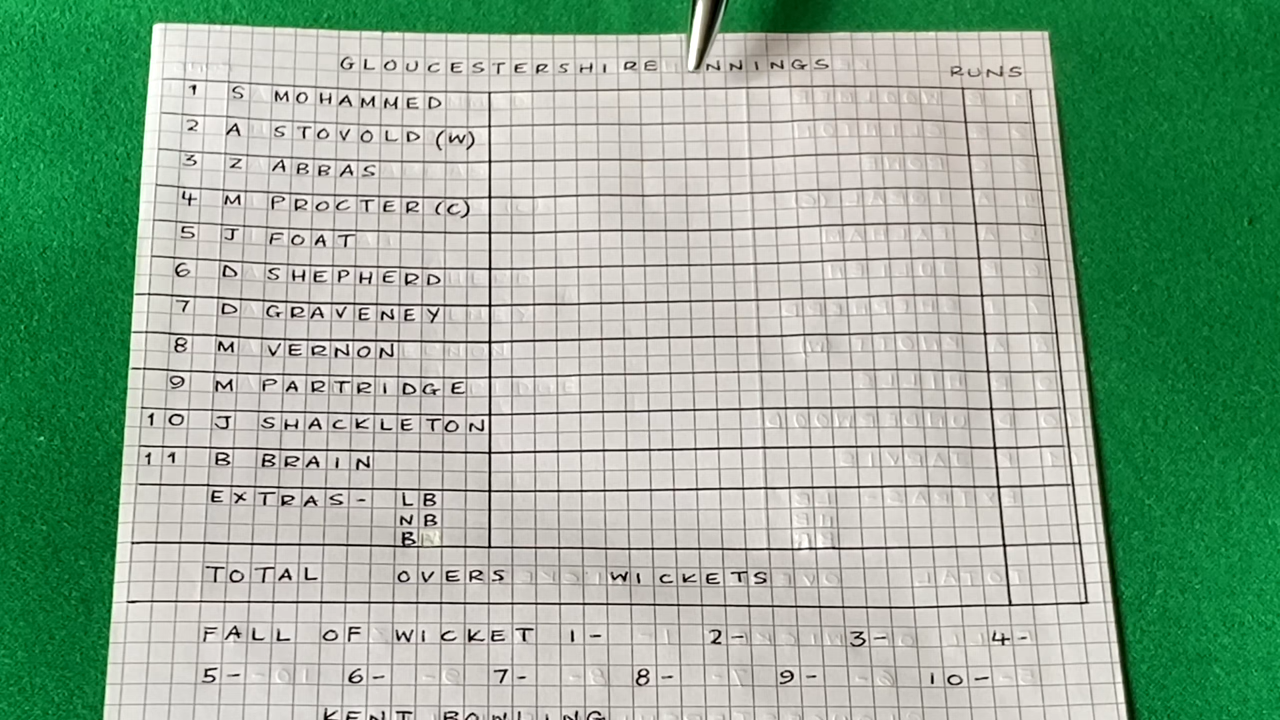 GLOUCESTERSHIRE INNINGS RUNS
1 S MOHAMMED
2 A STOVOLD (W)
3 Z ABBAS
4 M PROCTER (C)
5 J FOAT
6 D SHEPHERD
7 D GRAVENEY
8 M VERNON
9 M PARTRIDGE
10 J SHACKLETON
11 B BRAIN
EXTRAS- LB
NB
B
TOTAL OVERS WICKETS
FALL OF WICKET 1- 2- 3- 4-
5- 6- 7- 8- 9- 10-
KENT BOWLING